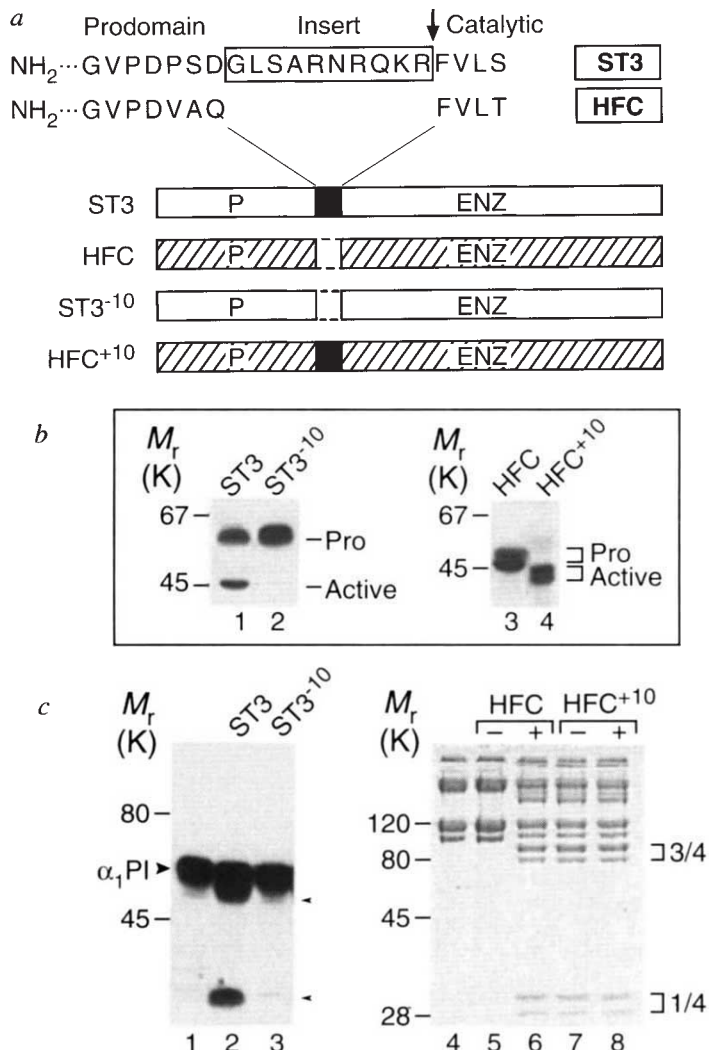 a
Prodomain Insert Catalytic
NH2···GVPDPSDGLSARNRQKRFVLS ST3
NH2···GVPDVAQ FVLT HFC
ST3 P ENZ
HFC P ENZ
ST3-10 P ENZ
HFC+10 P ENZ
b
Mr (K) ST3 ST3-10
67
Pro
45
Active
1 2
Mr (K) HFC HFC+10
67
Pro
45
Active
3 4
c
Mr (K) ST3 ST3-10
80
α1PI
45
1 2 3
Mr (K) HFC HFC+10
− + − +
120
3/4
80
45
1/4
28
4 5 6 7 8